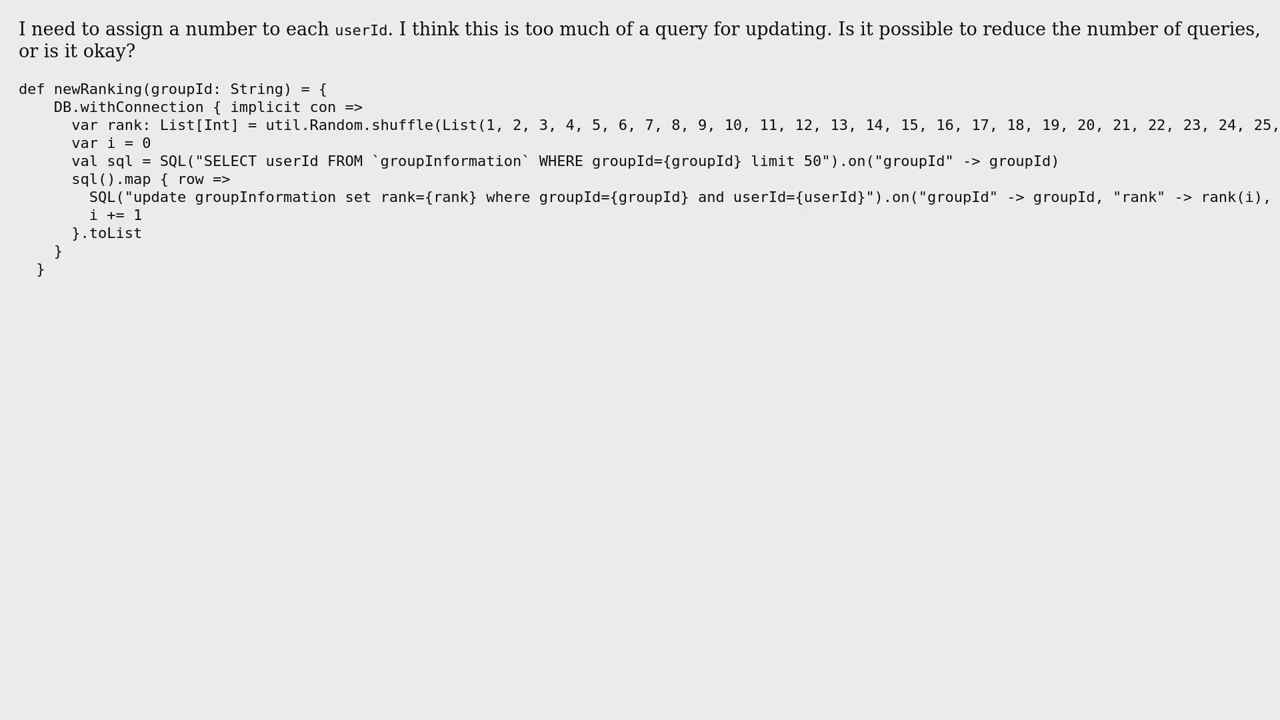 I need to assign a number to each userId. I think this is too much of a query for updating. Is it possible to reduce the number of queries,
or is it okay?
def newRanking(groupId: String) = {
    DB.withConnection { implicit con =>
      var rank: List[Int] = util.Random.shuffle(List(1, 2, 3, 4, 5, 6, 7, 8, 9, 10, 11, 12, 13, 14, 15, 16, 17, 18, 19, 20, 21, 22, 23, 24, 25,
      var i = 0
      val sql = SQL("SELECT userId FROM `groupInformation` WHERE groupId={groupId} limit 50").on("groupId" -> groupId)
      sql().map { row =>
        SQL("update groupInformation set rank={rank} where groupId={groupId} and userId={userId}").on("groupId" -> groupId, "rank" -> rank(i),
        i += 1
      }.toList
    }
  }